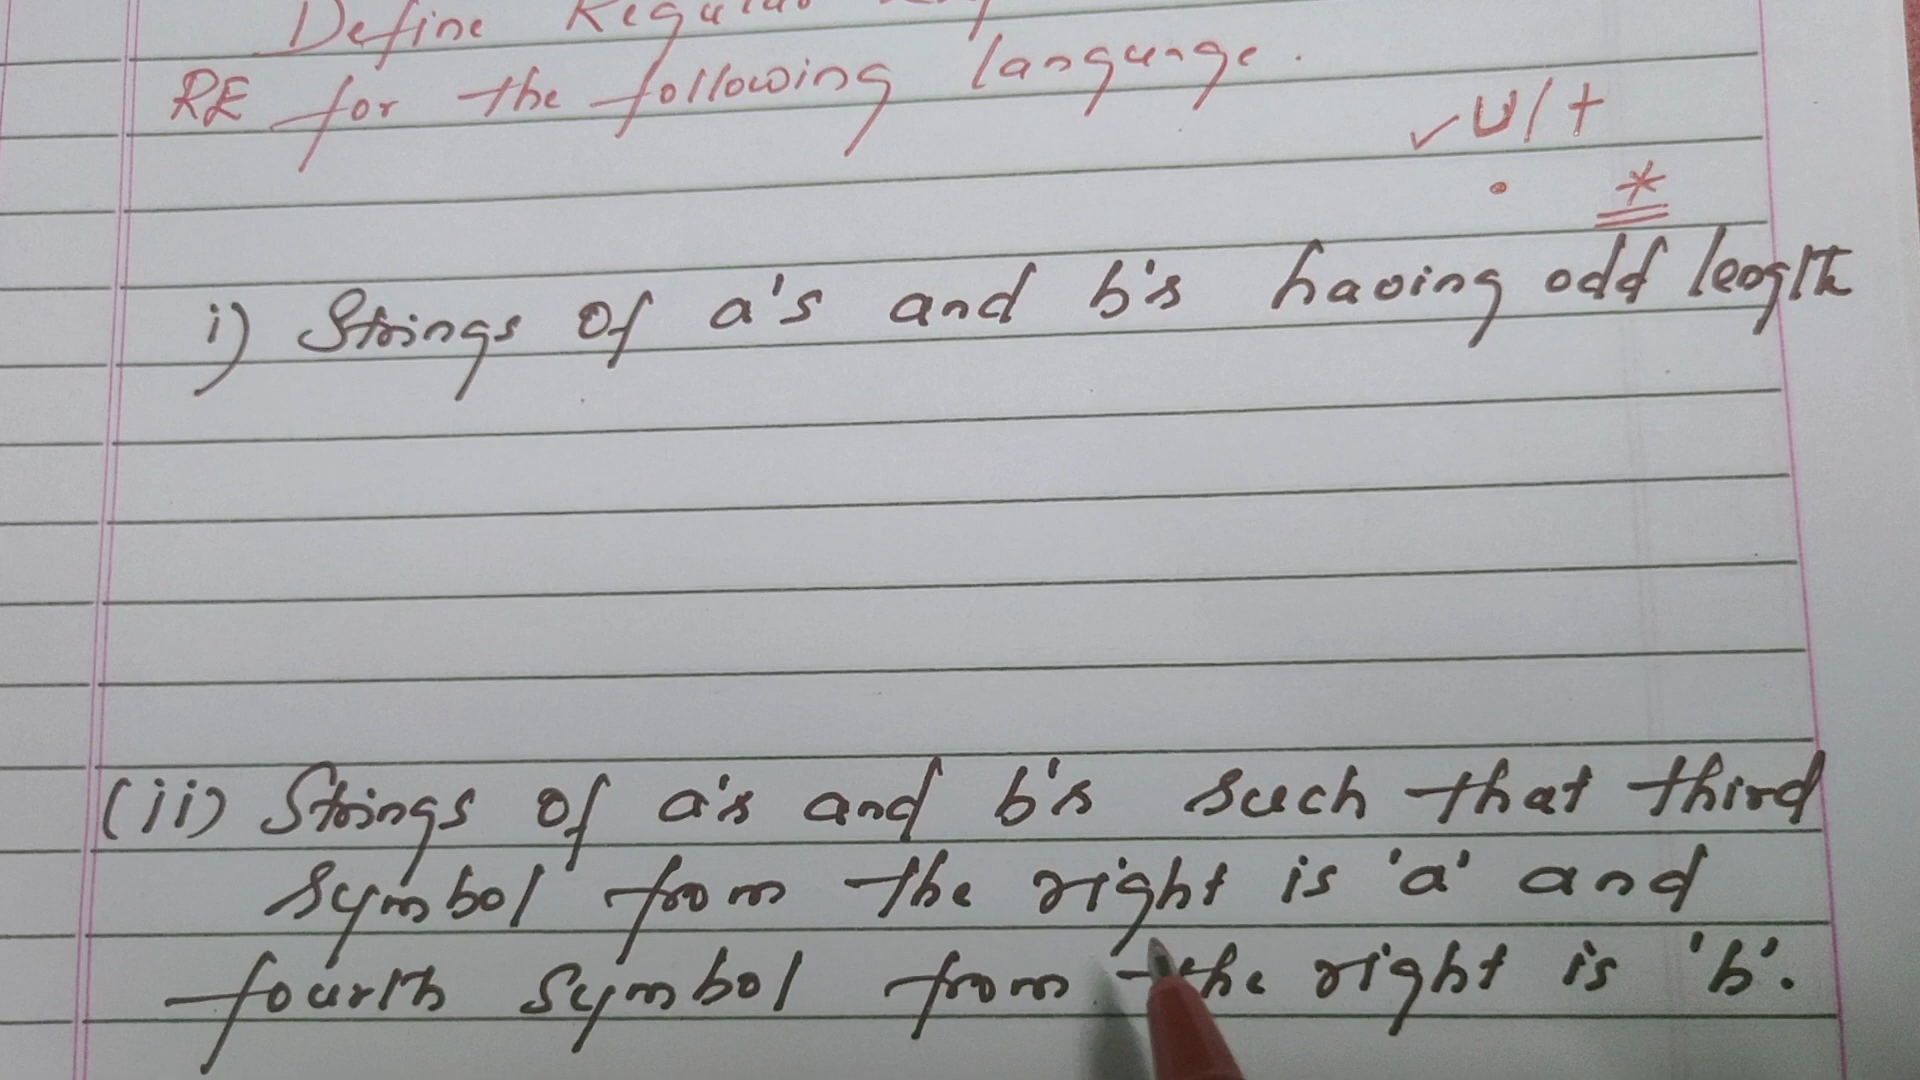 Define Regular
RE for the following language.
✓ U/+
. *
i) Strings of a's and b's having odd length
(ii) Strings of a's and b's such that third
symbol from the right is 'a' and
fourth symbol from the right is 'b'.